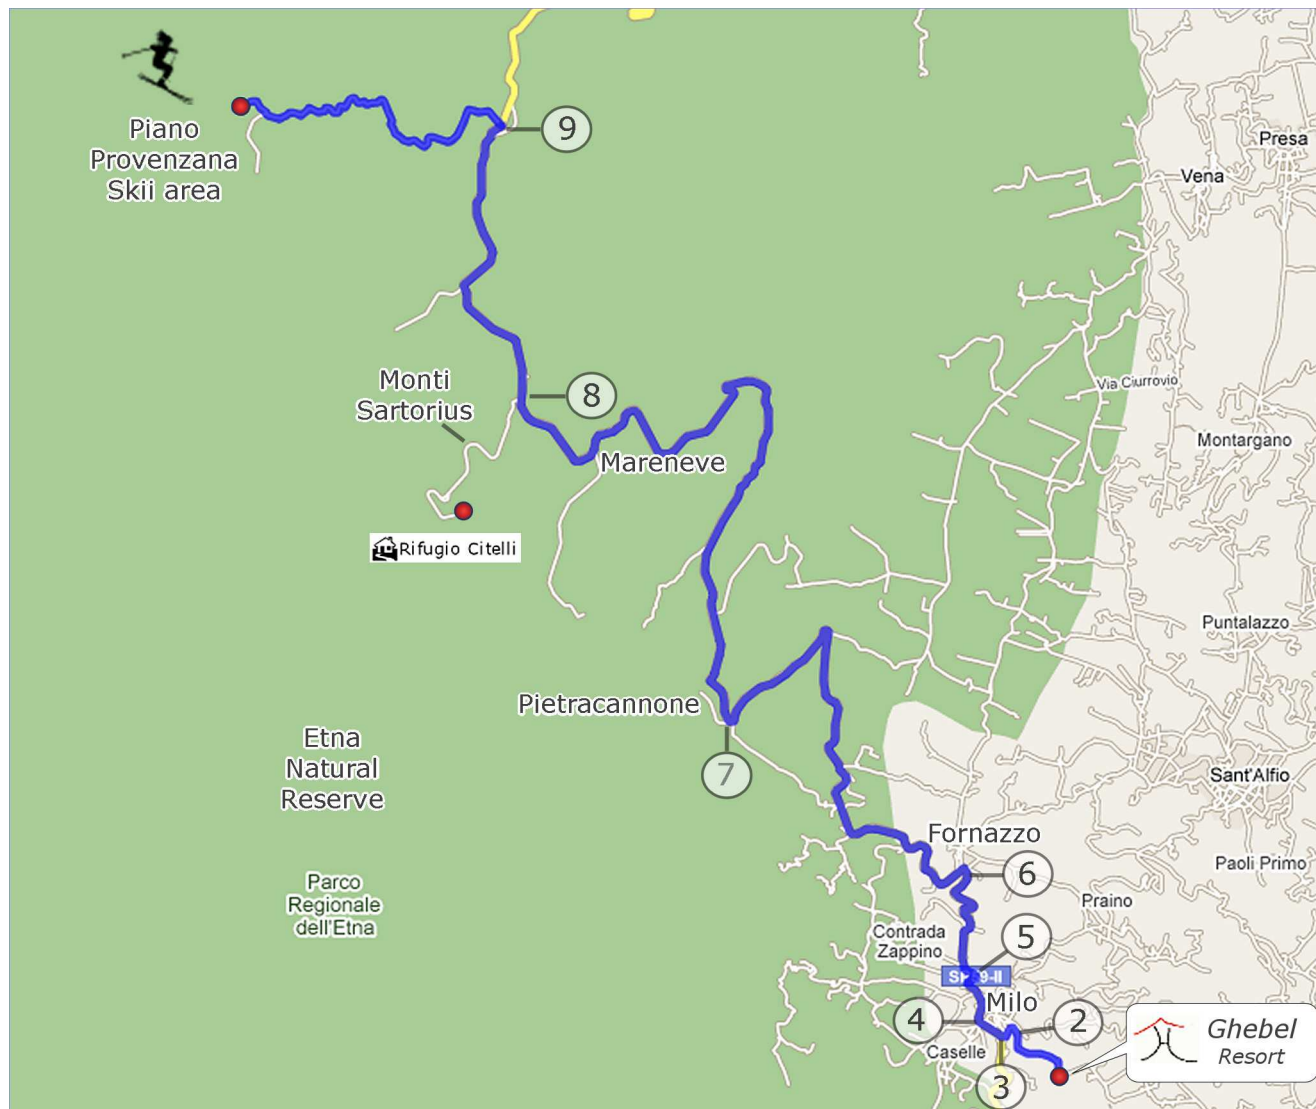 Piano
Provenzana
Skii area
9
Presa
Vena
Monti
Sartorius
8
Via Ciurrovio
Montargano
Mareneve
Rifugio Citelli
Puntalazzo
Pietracannone
7
Etna
Natural
Reserve
Sant'Alfio
Fornazzo
6
Paoli Primo
Parco
Regionale
dell'Etna
Praino
Contrada
Zappino
5
Milo
4
2
Caselle
3
Ghebel
Resort